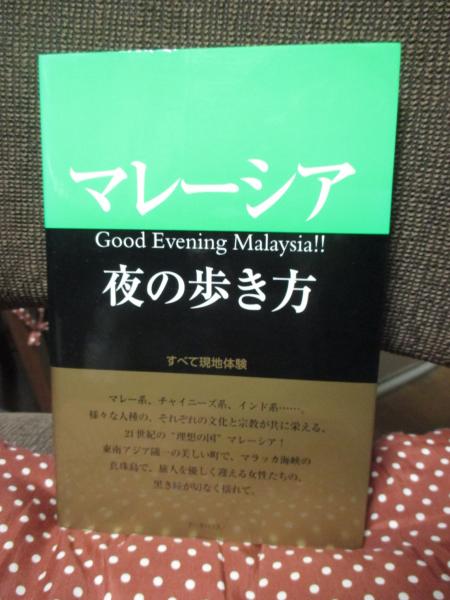 マレーシア
Good Evening Malaysia!!
夜の歩き方
すべて現地体験
マレー系、チャイニーズ系、インド系……。
様々な人種の、それぞれの文化と宗教が共に栄える、
21世紀の“理想の国”マレーシア！
東南アジア随一の美しい町で、マラッカ海峡の
真珠島で、旅人を優しく迎える女性たちの、
黒き瞳が切なく揺れて。